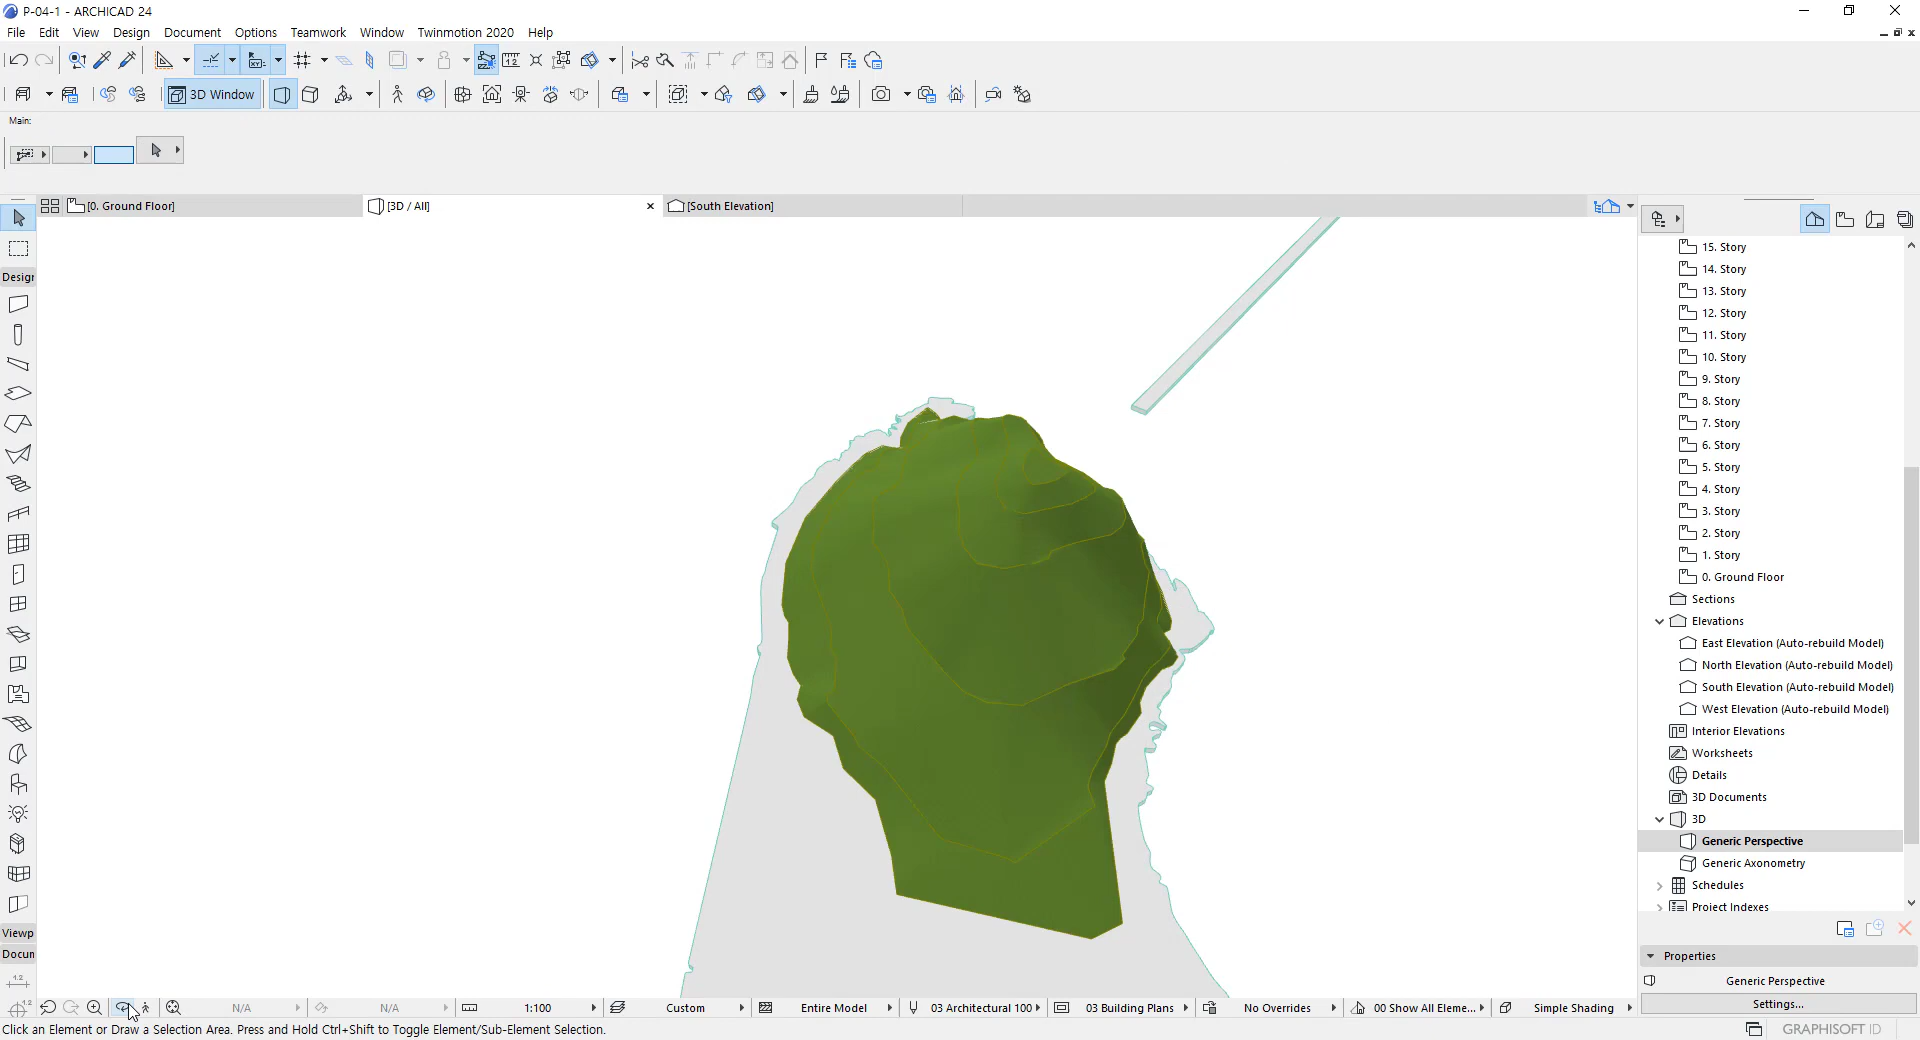 P-04-1 - ARCHICAD 24
File Edit View Design Document Options Teamwork Window Twinmotion 2020 Help
3D Window
Main:
[0. Ground Floor]
[3D / All]
[South Elevation]
Design
15. Story
14. Story
13. Story
12. Story
11. Story
10. Story
9. Story
8. Story
7. Story
6. Story
5. Story
4. Story
3. Story
2. Story
1. Story
0. Ground Floor
Sections
Elevations
East Elevation (Auto-rebuild Model)
North Elevation (Auto-rebuild Model)
South Elevation (Auto-rebuild Model)
West Elevation (Auto-rebuild Model)
Interior Elevations
Worksheets
Details
3D Documents
3D
Generic Perspective
Generic Axonometry
Schedules
Project Indexes
Viewp
Docun
Properties
Generic Perspective
Settings...
N/A N/A 1:100 Custom Entire Model 03 Architectural 100 03 Building Plans No Overrides 00 Show All Eleme... Simple Shading
Click an Element or Draw a Selection Area. Press and Hold Ctrl+Shift to Toggle Element/Sub-Element Selection.
GRAPHISOFT ID